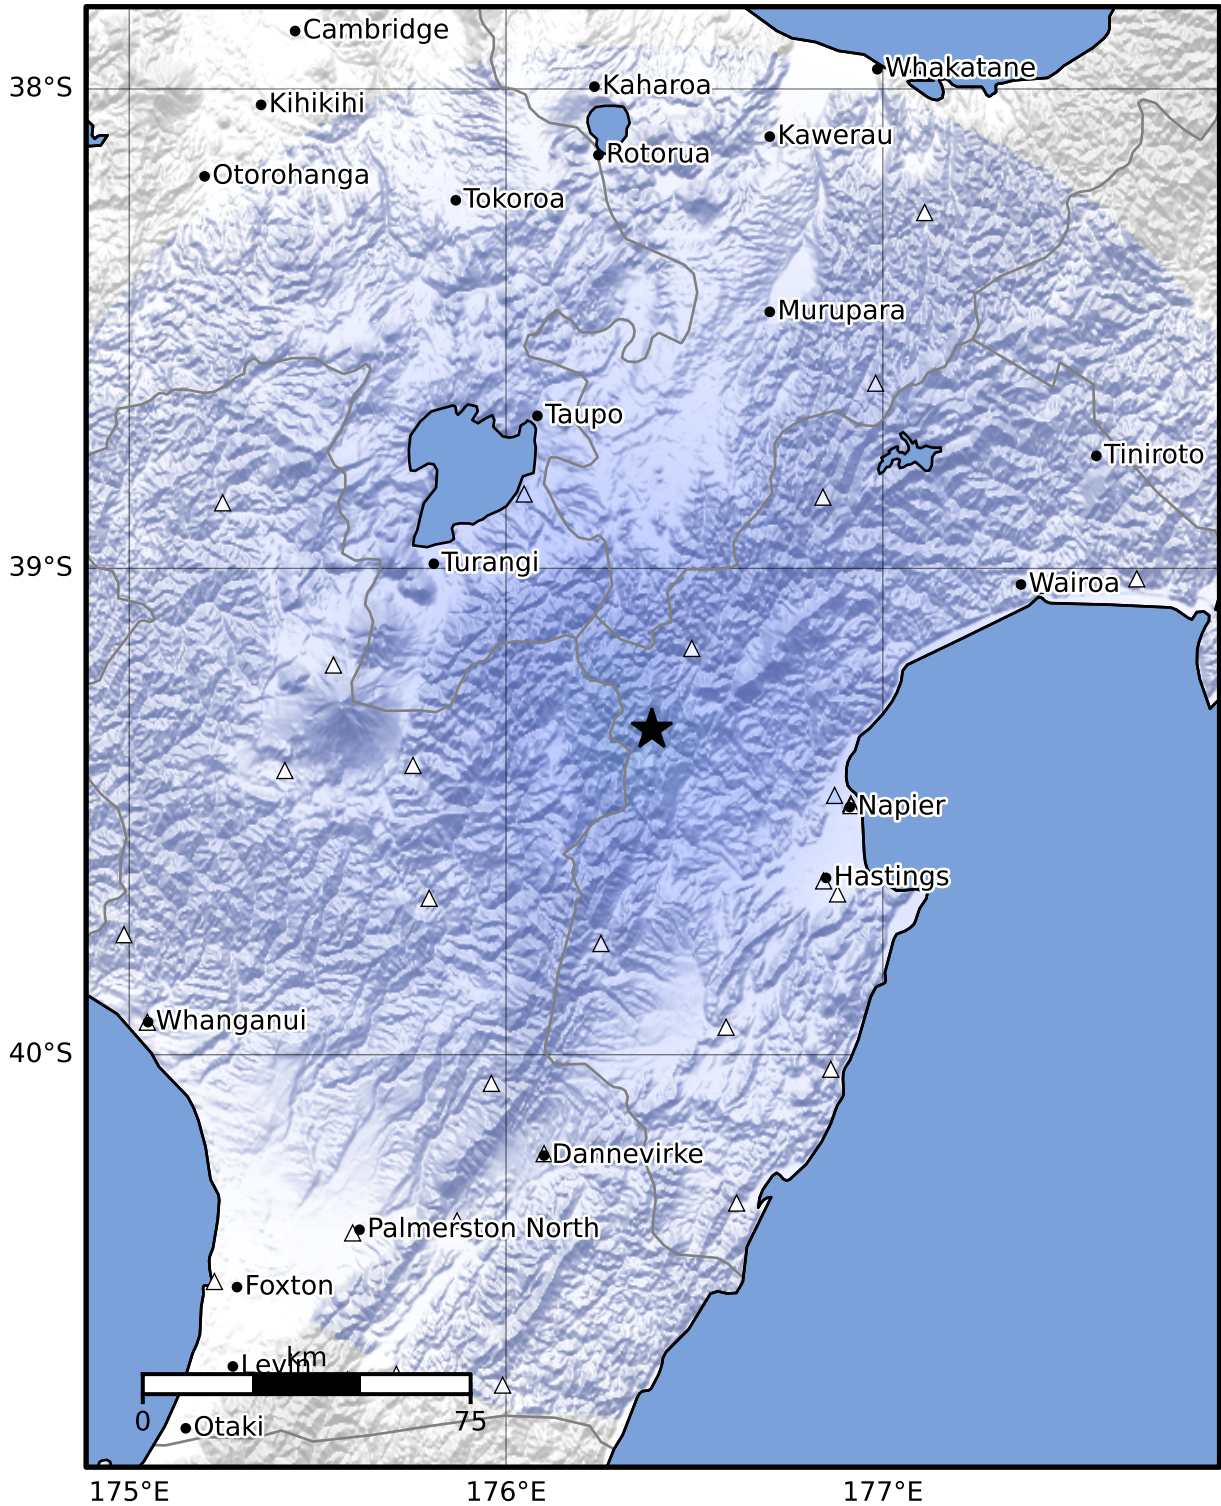 Cambridge
Whakatane
Kaharoa
38°S
Kihikihi
Kawerau
Rotorua
Otorohanga
Tokoroa
Murupara
Taupo
Tiniroto
Turangi
39°S
Wairoa
Napier
Hastings
Whanganui
40°S
Dannevirke
Palmerston North
Foxton
km
Levin
0
75
Otaki
175°E
176°E
177°E